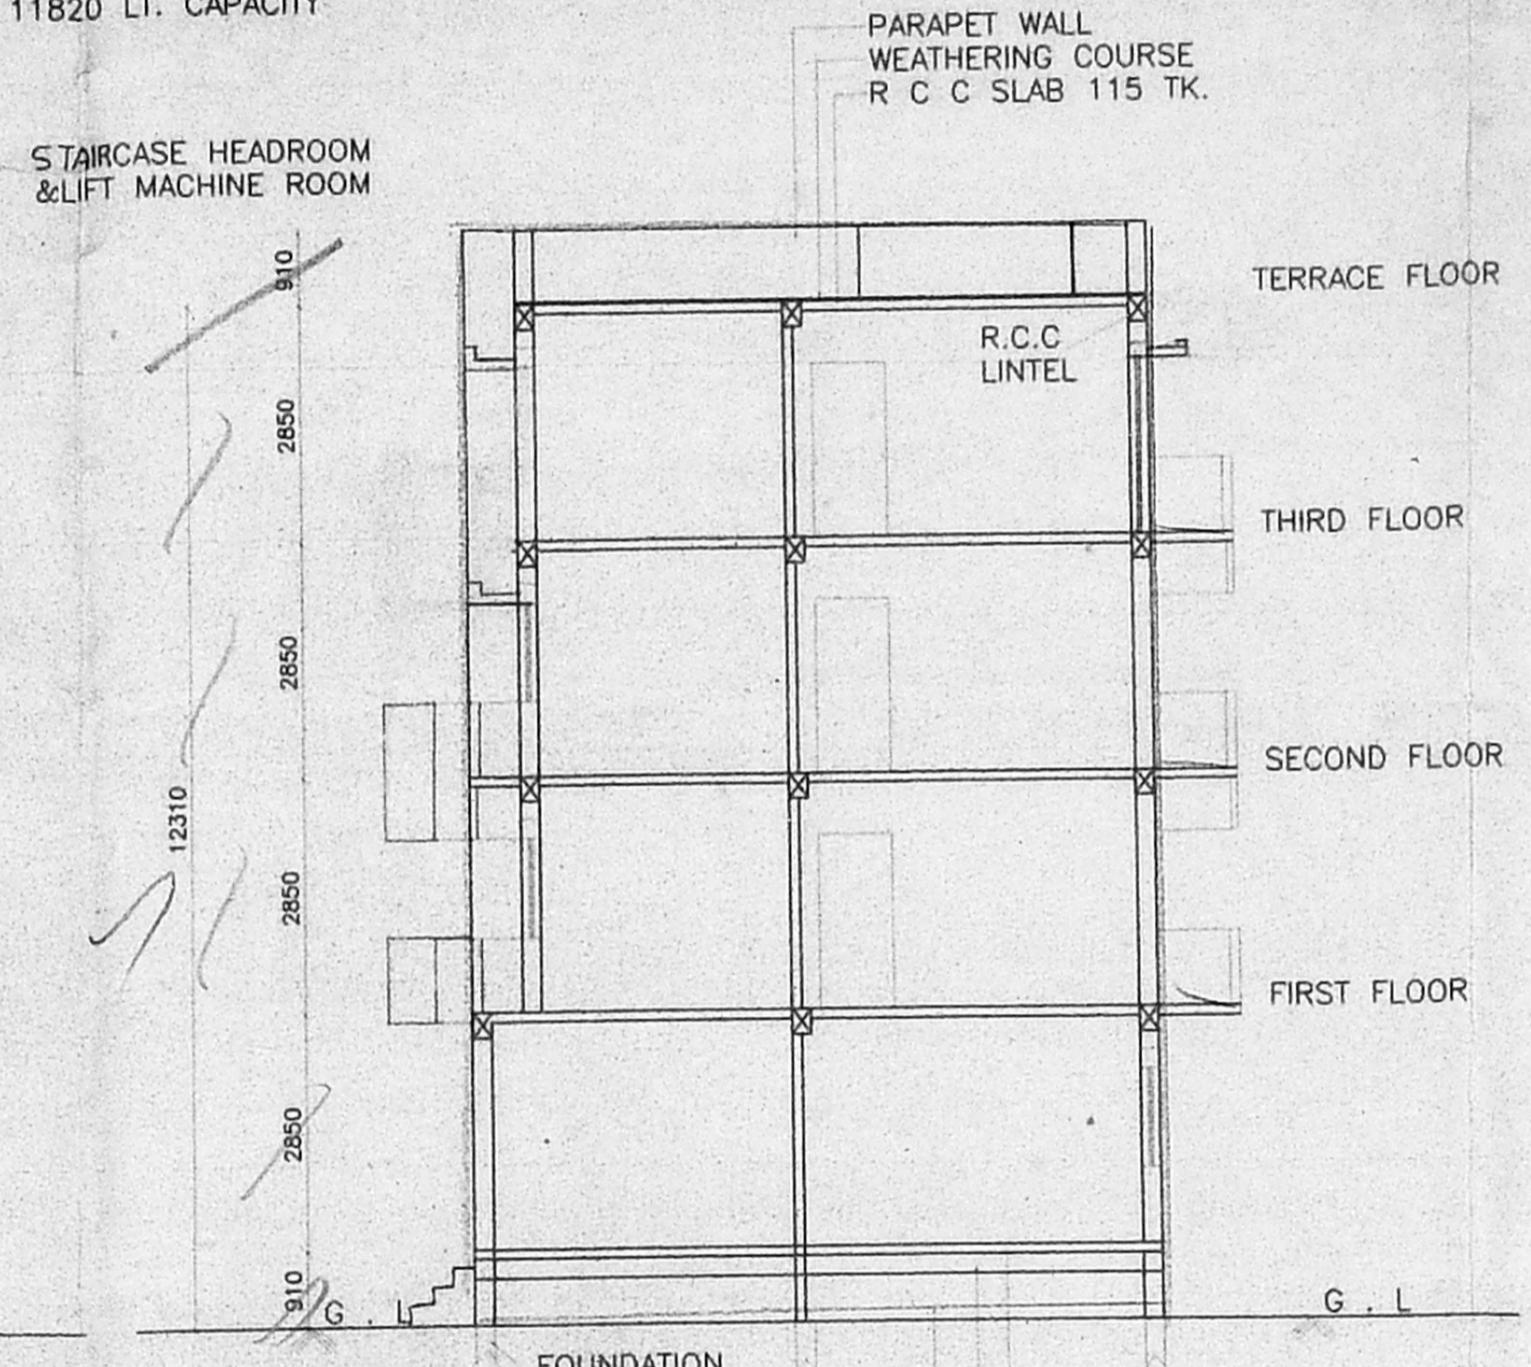 11820 LT. CAPACITY
PARAPET WALL
WEATHERING COURSE
R C C SLAB 115 TK.
STAIRCASE HEADROOM
&LIFT MACHINE ROOM
910
TERRACE FLOOR
R.C.C
LINTEL
2850
THIRD FLOOR
2850
SECOND FLOOR
12310
2850
FIRST FLOOR
2850
910
G . L
G . L
FOUNDATION